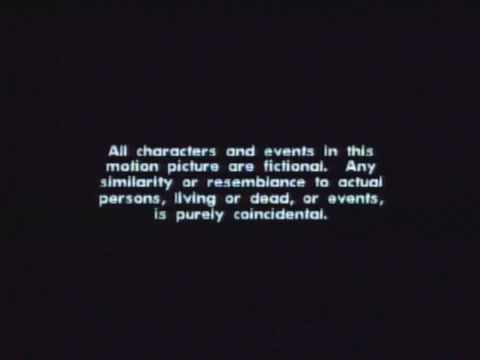 All characters and events in this
motion picture are fictional. Any
similarity or resemblance to actual
persons, living or dead, or events,
is purely coincidental.